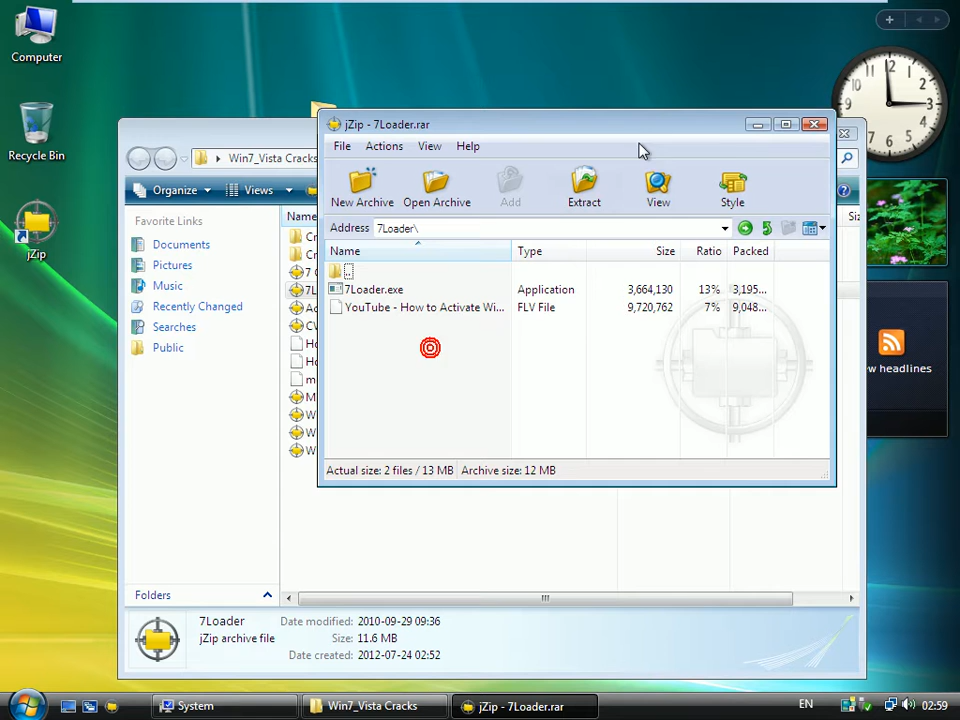 Computer
Recycle Bin
jZip
Win7_Vista Cracks
Organize
Views
Favorite Links
Documents
Pictures
Music
Recently Changed
Searches
Public
Folders
Name
Si
7Loader
jZip archive file
Date modified: 2010-09-29 09:36
Size: 11.6 MB
Date created: 2012-07-24 02:52
jZip - 7Loader.rar
File Actions View Help
New Archive Open Archive Add Extract View Style
Address 7Loader\
Name Type Size Ratio Packed
..
7Loader.exe Application 3,664,130 13% 3,195...
YouTube - How to Activate Wi... FLV File 9,720,762 7% 9,048...
Actual size: 2 files / 13 MB Archive size: 12 MB
w headlines
System
Win7_Vista Cracks
jZip - 7Loader.rar
EN
02:59